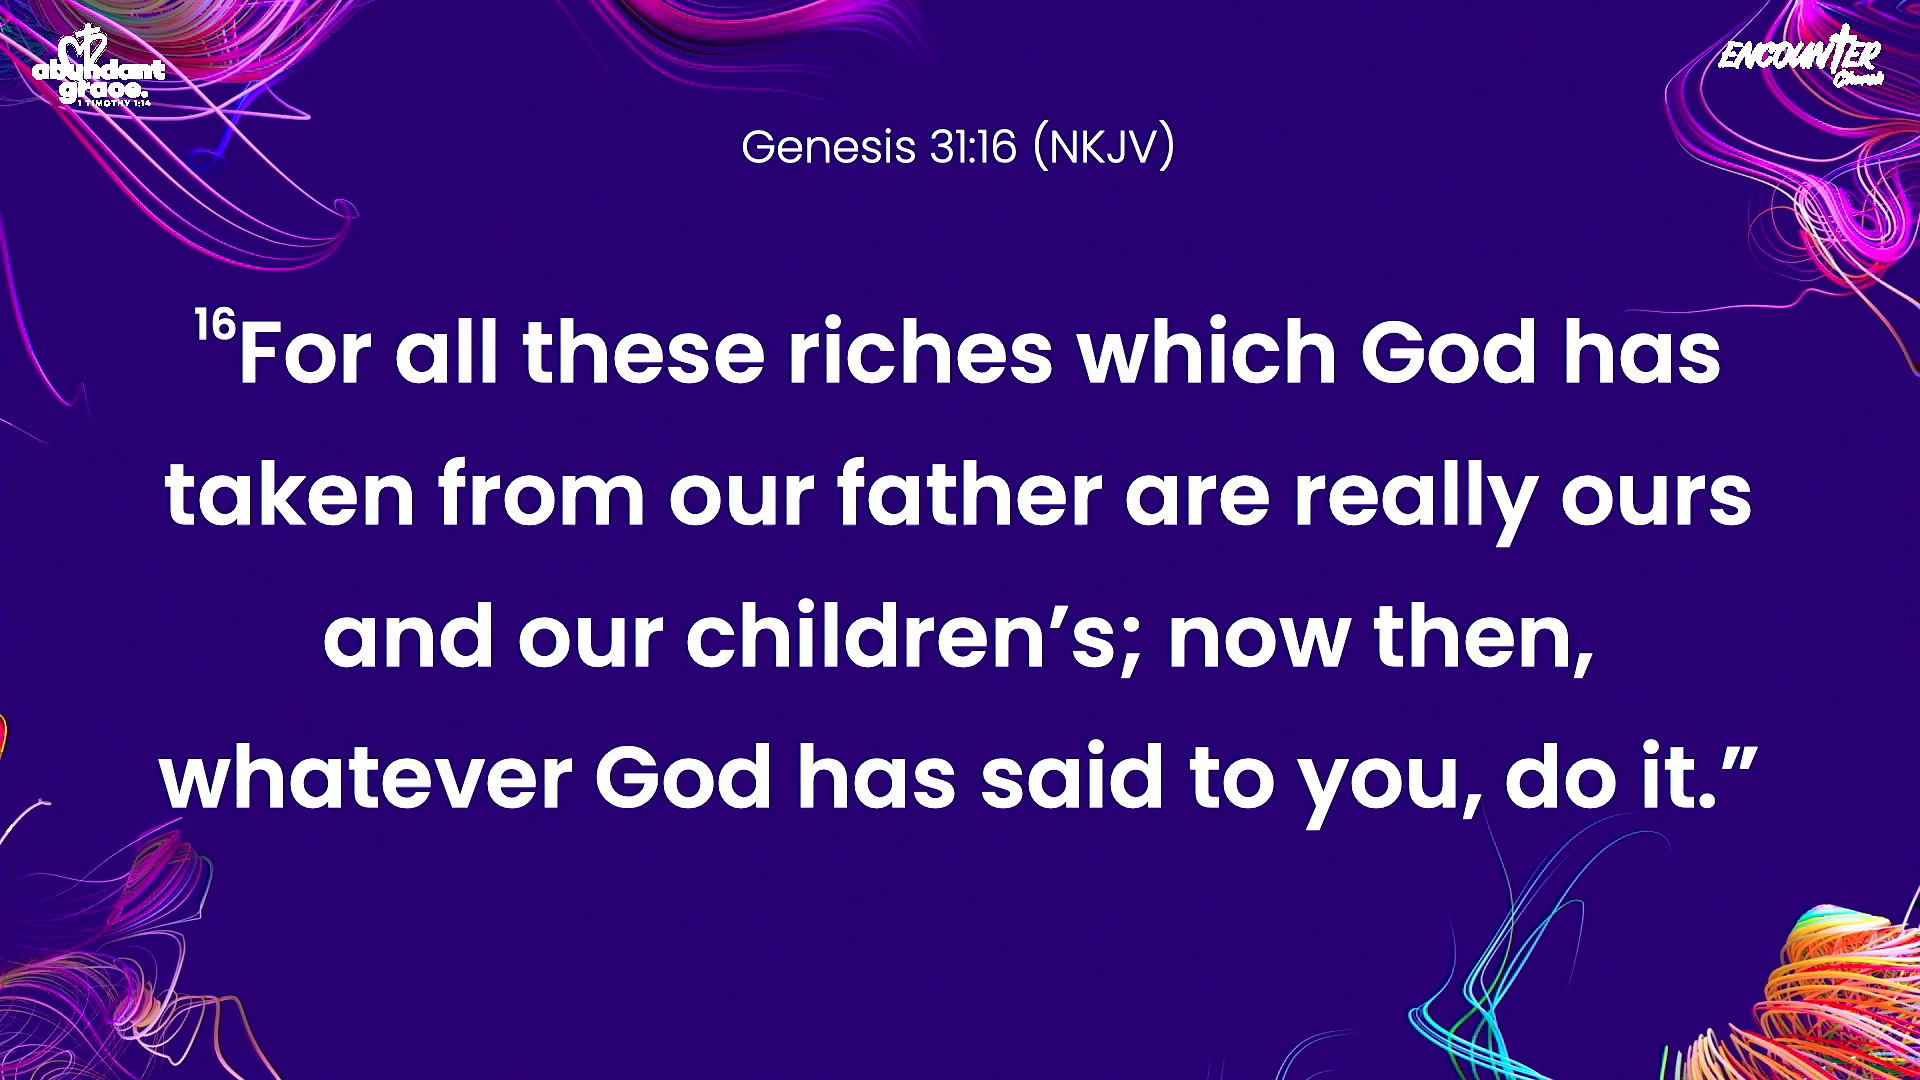 abundant
grace.
1 TIMOTHY 1:14
ENCOUNTER
Church
Genesis 31:16 (NKJV)
16For all these riches which God has
taken from our father are really ours
and our children’s; now then,
whatever God has said to you, do it.”